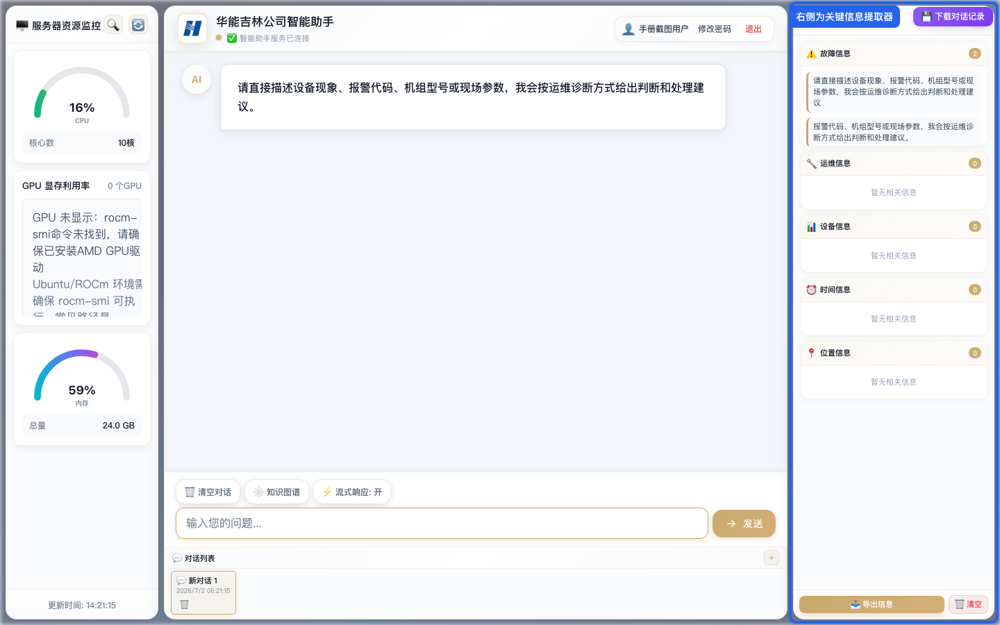 🖥️ 服务器资源监控 🔍 🔄
16%
CPU
核心数 10核
GPU 显存利用率 0 个GPU
GPU 未显示：rocm-
smi命令未找到，请确
保已安装AMD GPU驱
动
Ubuntu/ROCm 环境需
确保 rocm-smi 可执
59%
内存
总量 24.0 GB
更新时间: 14:21:15
华能吉林公司智能助手
✅ 智能助手服务已连接
👤 手册截图用户 修改密码 退出
AI
请直接描述设备现象、报警代码、机组型号或现场参数，我会按运维诊断方式给出判断和处理建
议。
🗑️ 清空对话 🕸️ 知识图谱 ⚡ 流式响应: 开
输入您的问题...
→ 发送
💬 对话列表 +
💬 新对话 1
2026/7/2 06:21:15
🗑️
右侧为关键信息提取器 💾 下载对话记录
⚠️ 故障信息 2
请直接描述设备现象、报警代码、机组型号或现
场参数，我会按运维诊断方式给出判断和处理建
议
报警代码、机组型号或现场参数，我会按运维诊
断方式给出判断和处理建议。
🔧 运维信息 0
暂无相关信息
📊 设备信息 0
暂无相关信息
⏰ 时间信息 0
暂无相关信息
📍 位置信息 0
暂无相关信息
📤 导出信息 🗑️ 清空